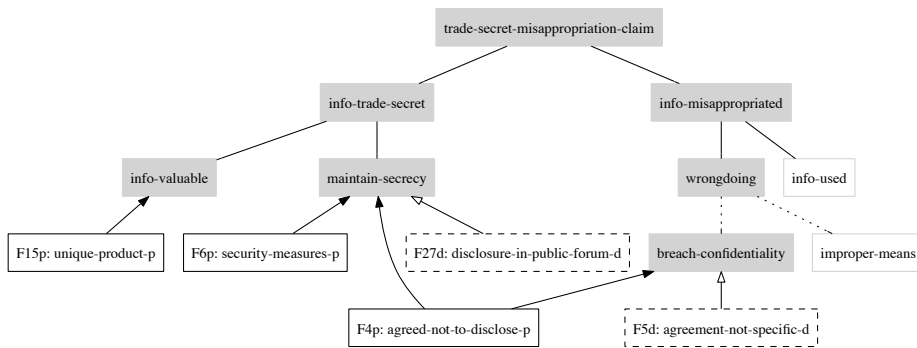 trade-secret-misappropriation-claim
info-trade-secret
info-misappropriated
info-valuable
maintain-secrecy
wrongdoing
info-used
F15p: unique-product-p
F6p: security-measures-p
F27d: disclosure-in-public-forum-d
breach-confidentiality
improper-means
F4p: agreed-not-to-disclose-p
F5d: agreement-not-specific-d